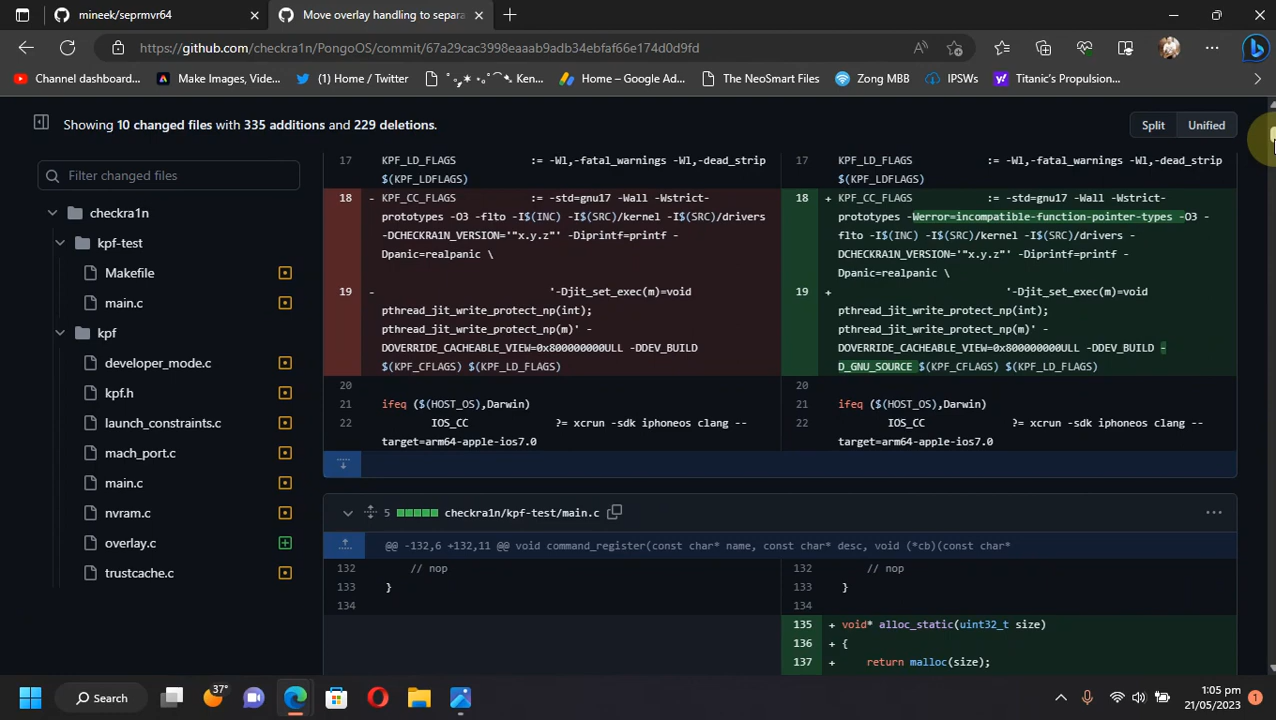 mineek/seprmvr64
Move overlay handling to separa
https://github.com/checkra1n/PongoOS/commit/67a29cac3998eaaab9adb34ebfaf66e174d0d9fd
Channel dashboard...
Make Images, Vide...
(1) Home / Twitter
Ken...
Home – Google Ad...
The NeoSmart Files
Zong MBB
IPSWs
Titanic's Propulsion...
Showing 10 changed files with 335 additions and 229 deletions.
Split
Unified
Filter changed files
checkra1n
kpf-test
Makefile
main.c
kpf
developer_mode.c
kpf.h
launch_constraints.c
mach_port.c
main.c
nvram.c
overlay.c
trustcache.c
17 KPF_LD_FLAGS := -Wl,-fatal_warnings -Wl,-dead_strip
$(KPF_LDFLAGS)
18 - KPF_CC_FLAGS := -std=gnu17 -Wall -Wstrict-
prototypes -O3 -flto -I$(INC) -I$(SRC)/kernel -I$(SRC)/drivers
-DCHECKRA1N_VERSION='"x.y.z"' -Diprintf=printf -
Dpanic=realpanic \
19 - '-Djit_set_exec(m)=void
pthread_jit_write_protect_np(int);
pthread_jit_write_protect_np(m)' -
DOVERRIDE_CACHEABLE_VIEW=0x800000000ULL -DDEV_BUILD
$(KPF_CFLAGS) $(KPF_LD_FLAGS)
20
21 ifeq ($(HOST_OS),Darwin)
22 IOS_CC ?= xcrun -sdk iphoneos clang --
target=arm64-apple-ios7.0
17 KPF_LD_FLAGS := -Wl,-fatal_warnings -Wl,-dead_strip
$(KPF_LDFLAGS)
18 + KPF_CC_FLAGS := -std=gnu17 -Wall -Wstrict-
prototypes -Werror=incompatible-function-pointer-types -O3 -
flto -I$(INC) -I$(SRC)/kernel -I$(SRC)/drivers -
DCHECKRA1N_VERSION='"x.y.z"' -Diprintf=printf -
Dpanic=realpanic \
19 + '-Djit_set_exec(m)=void
pthread_jit_write_protect_np(int);
pthread_jit_write_protect_np(m)' -
DOVERRIDE_CACHEABLE_VIEW=0x800000000ULL -DDEV_BUILD -
D_GNU_SOURCE $(KPF_CFLAGS) $(KPF_LD_FLAGS)
20
21 ifeq ($(HOST_OS),Darwin)
22 IOS_CC ?= xcrun -sdk iphoneos clang --
target=arm64-apple-ios7.0
5 checkra1n/kpf-test/main.c
@@ -132,6 +132,11 @@ void command_register(const char* name, const char* desc, void (*cb)(const char*
132 // nop
133 }
134
132 // nop
133 }
134
135 + void* alloc_static(uint32_t size)
136 + {
137 + return malloc(size);
Search
37°
1:05 pm
21/05/2023
1